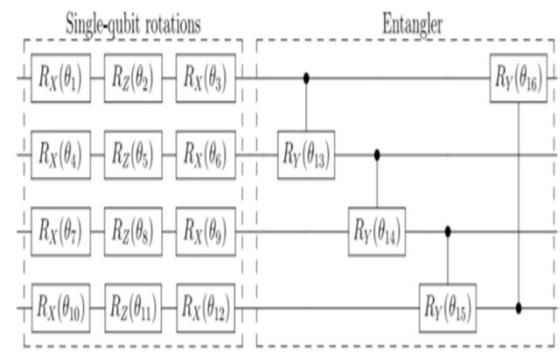 Single-qubit rotations Entangler
R_X(θ_1) R_Z(θ_2) R_X(θ_3) R_Y(θ_16)
R_X(θ_4) R_Z(θ_5) R_X(θ_6) R_Y(θ_13)
R_X(θ_7) R_Z(θ_8) R_X(θ_9) R_Y(θ_14)
R_X(θ_10) R_Z(θ_11) R_X(θ_12) R_Y(θ_15)